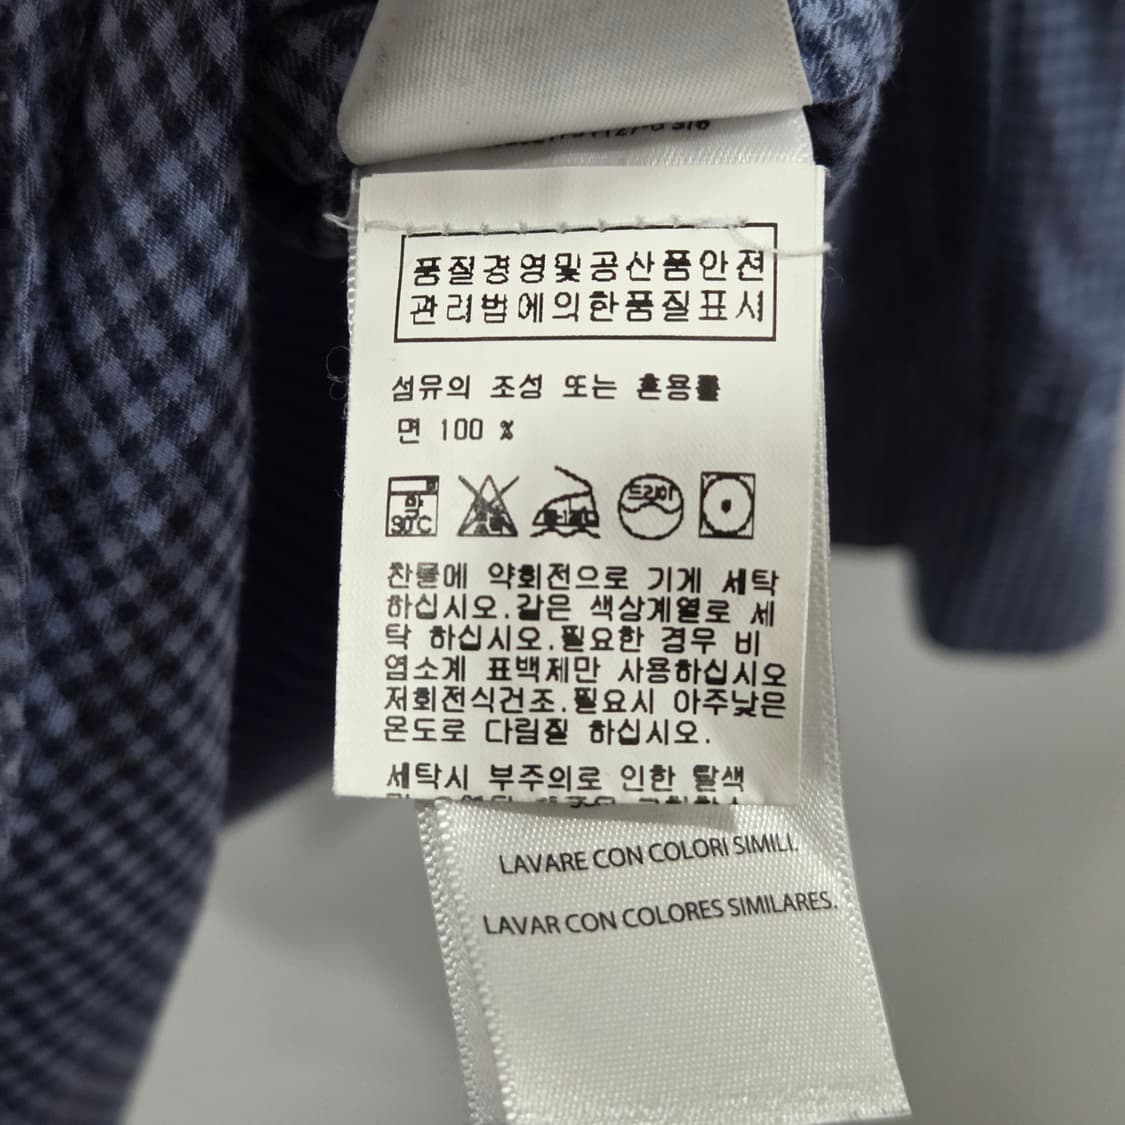 품질경영및공산품안전
관리법에의한품질표시
섬유의 조성 또는 혼용률
면 100 %
약
30℃
드라이
찬물에 약회전으로 기계 세탁
하십시오.같은 색상계열로 세
탁 하십시오.필요한 경우 비
염소계 표백제만 사용하십시오
저회전식건조.필요시 아주낮은
온도로 다림질 하십시오.
세탁시 부주의로 인한 탈색
LAVARE CON COLORI SIMILI.
LAVAR CON COLORES SIMILARES.